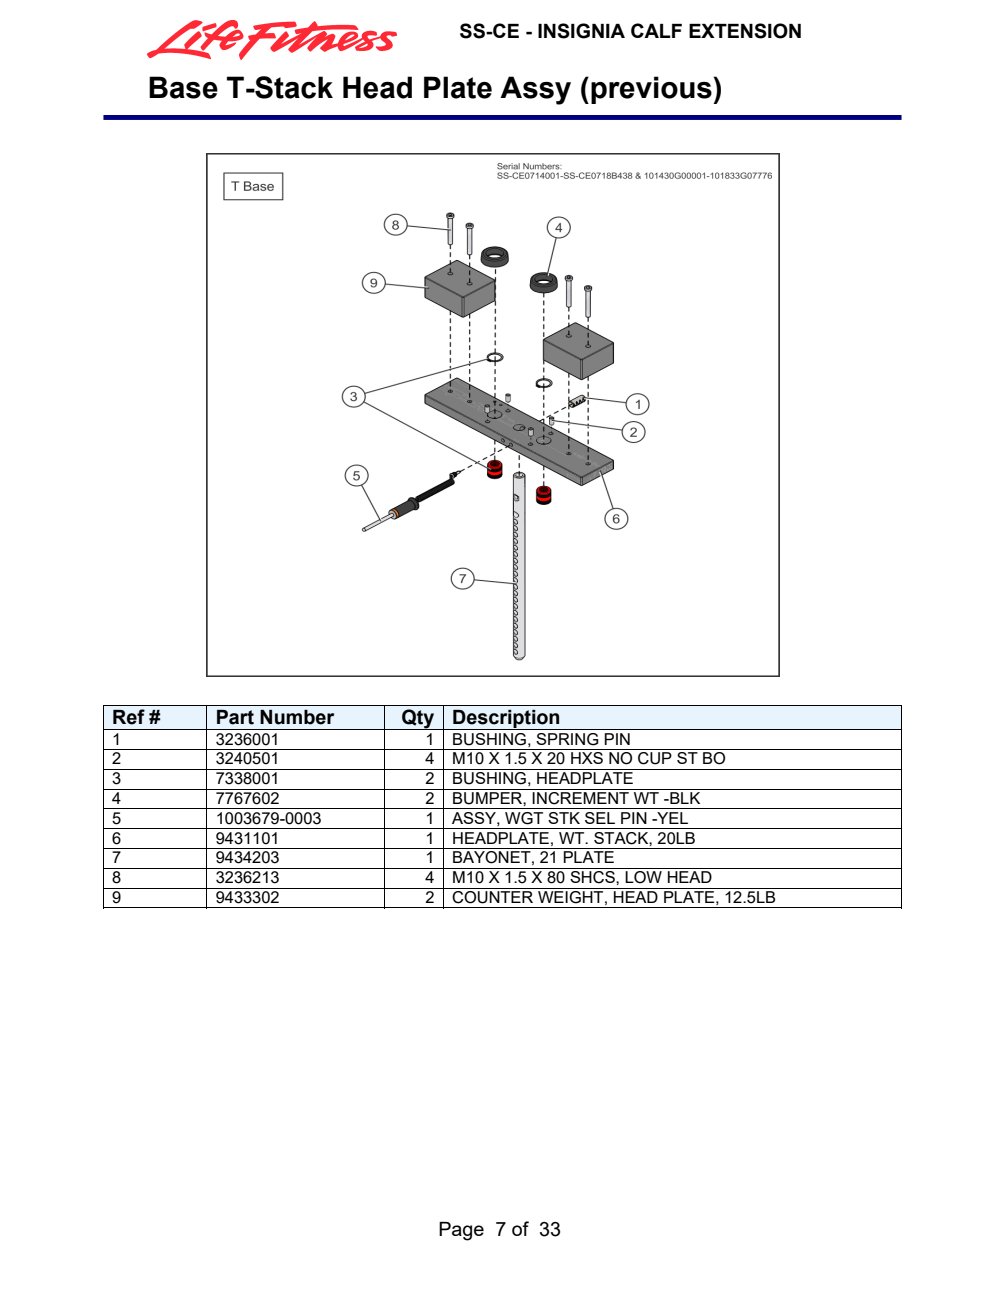 LifeFitness
SS-CE - INSIGNIA CALF EXTENSION
Base T-Stack Head Plate Assy (previous)
Serial Numbers:
SS-CE0714001-SS-CE0718B438 & 101430G00001-101833G07776
T Base
8
4
9
3
1
2
5
6
7
Ref # Part Number Qty Description
1 3236001 1 BUSHING, SPRING PIN
2 3240501 4 M10 X 1.5 X 20 HXS NO CUP ST BO
3 7338001 2 BUSHING, HEADPLATE
4 7767602 2 BUMPER, INCREMENT WT -BLK
5 1003679-0003 1 ASSY, WGT STK SEL PIN -YEL
6 9431101 1 HEADPLATE, WT. STACK, 20LB
7 9434203 1 BAYONET, 21 PLATE
8 3236213 4 M10 X 1.5 X 80 SHCS, LOW HEAD
9 9433302 2 COUNTER WEIGHT, HEAD PLATE, 12.5LB
Page 7 of 33